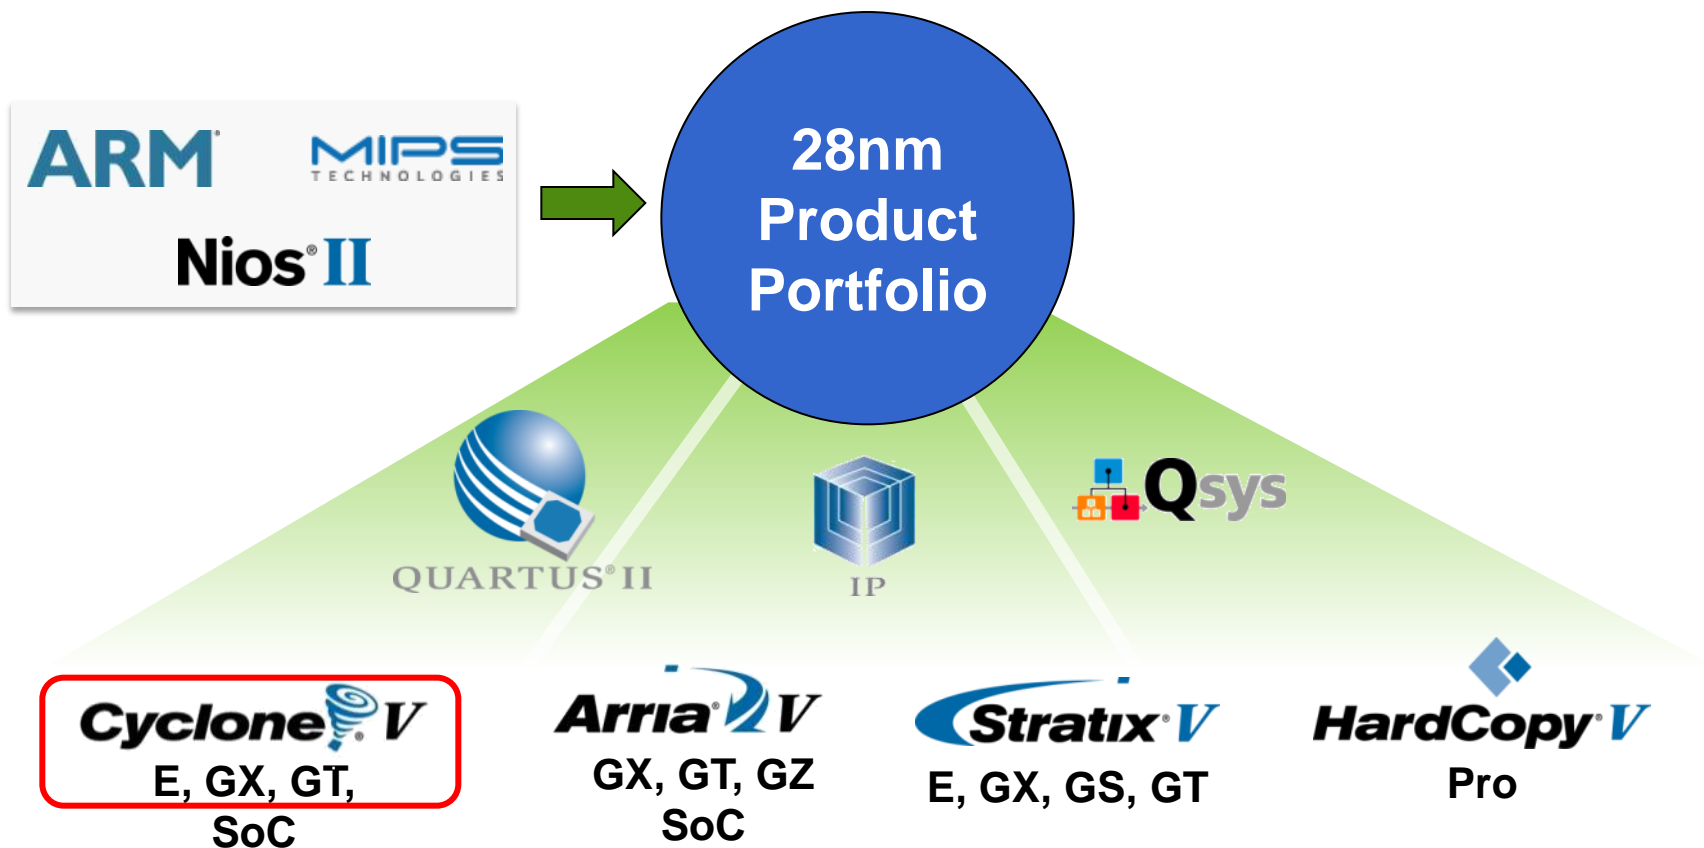 ARM®
MIPS
TECHNOLOGIES
Nios® II
28nm
Product
Portfolio
QUARTUS® II
IP
Qsys
Cyclone® V
E, GX, GT,
SoC
Arria® V
GX, GT, GZ
SoC
Stratix® V
E, GX, GS, GT
HardCopy® V
Pro